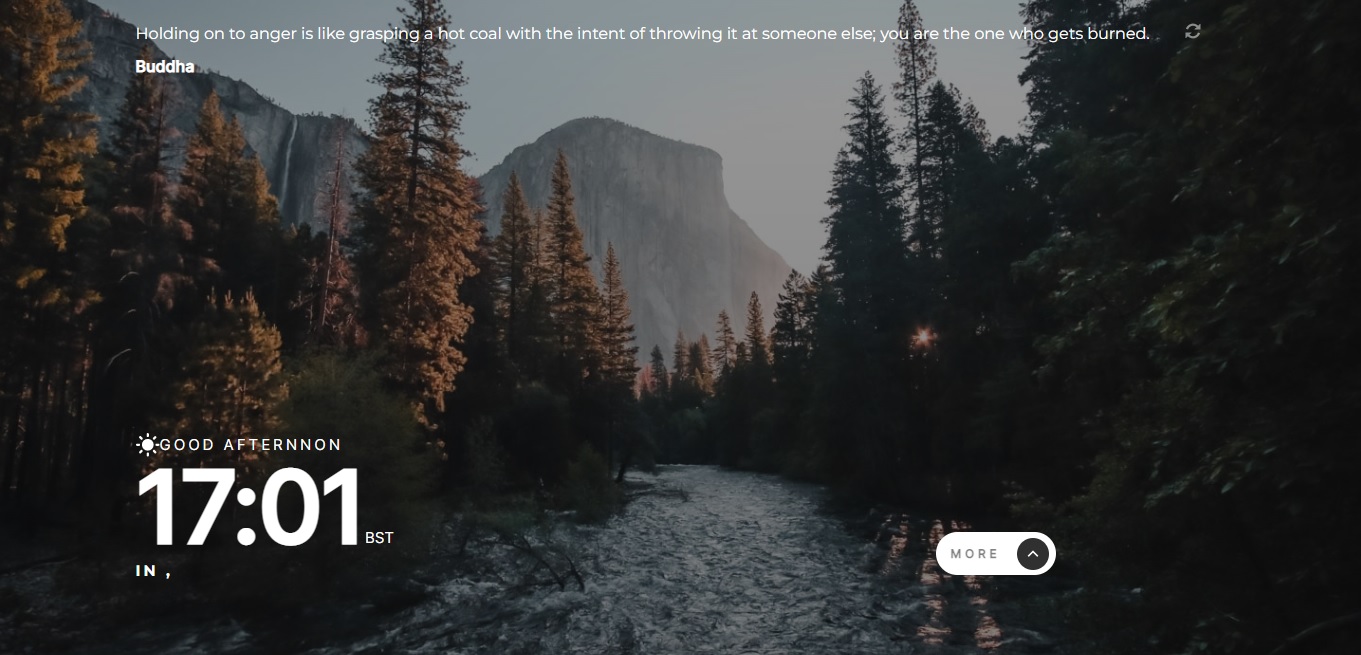 Holding on to anger is like grasping a hot coal with the intent of throwing it at someone else; you are the one who gets burned.
Buddha
GOOD AFTERNNON
17:01 BST
IN ,
MORE